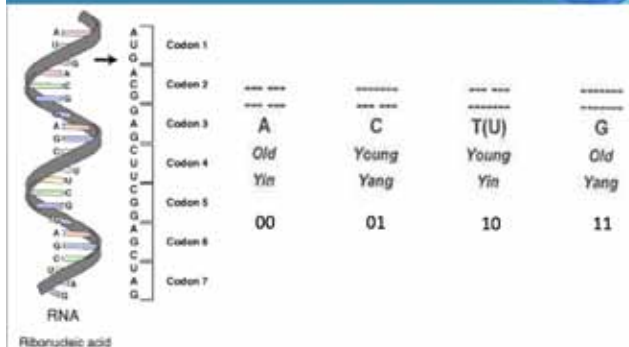 A
U
G
A
C
G
G
A
G
C
U
U
C
G
G
A
G
C
U
A
G
Codon 1
Codon 2
Codon 3
Codon 4
Codon 5
Codon 6
Codon 7
RNA
Ribonucleic acid
A C T(U) G
Old Young Young Old
Yin Yang Yin Yang
00 01 10 11